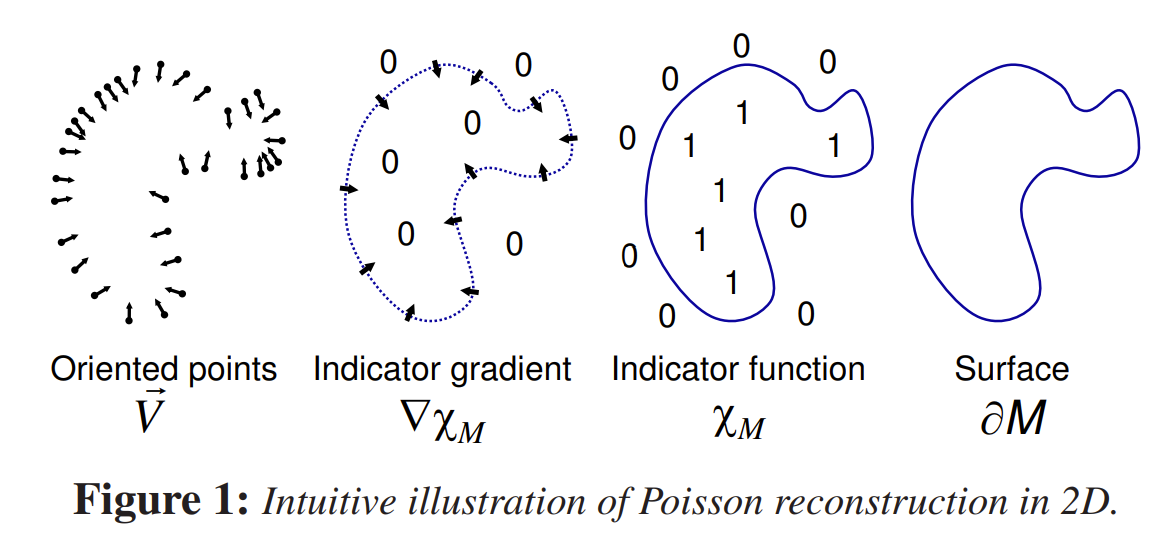 0 0 0 0 0 0
0 0 0 0 0 0 1 1 1 1 1 1 0 0 0 0
Oriented points Indicator gradient Indicator function Surface
V⃗ ∇χM χM ∂M
Figure 1: Intuitive illustration of Poisson reconstruction in 2D.